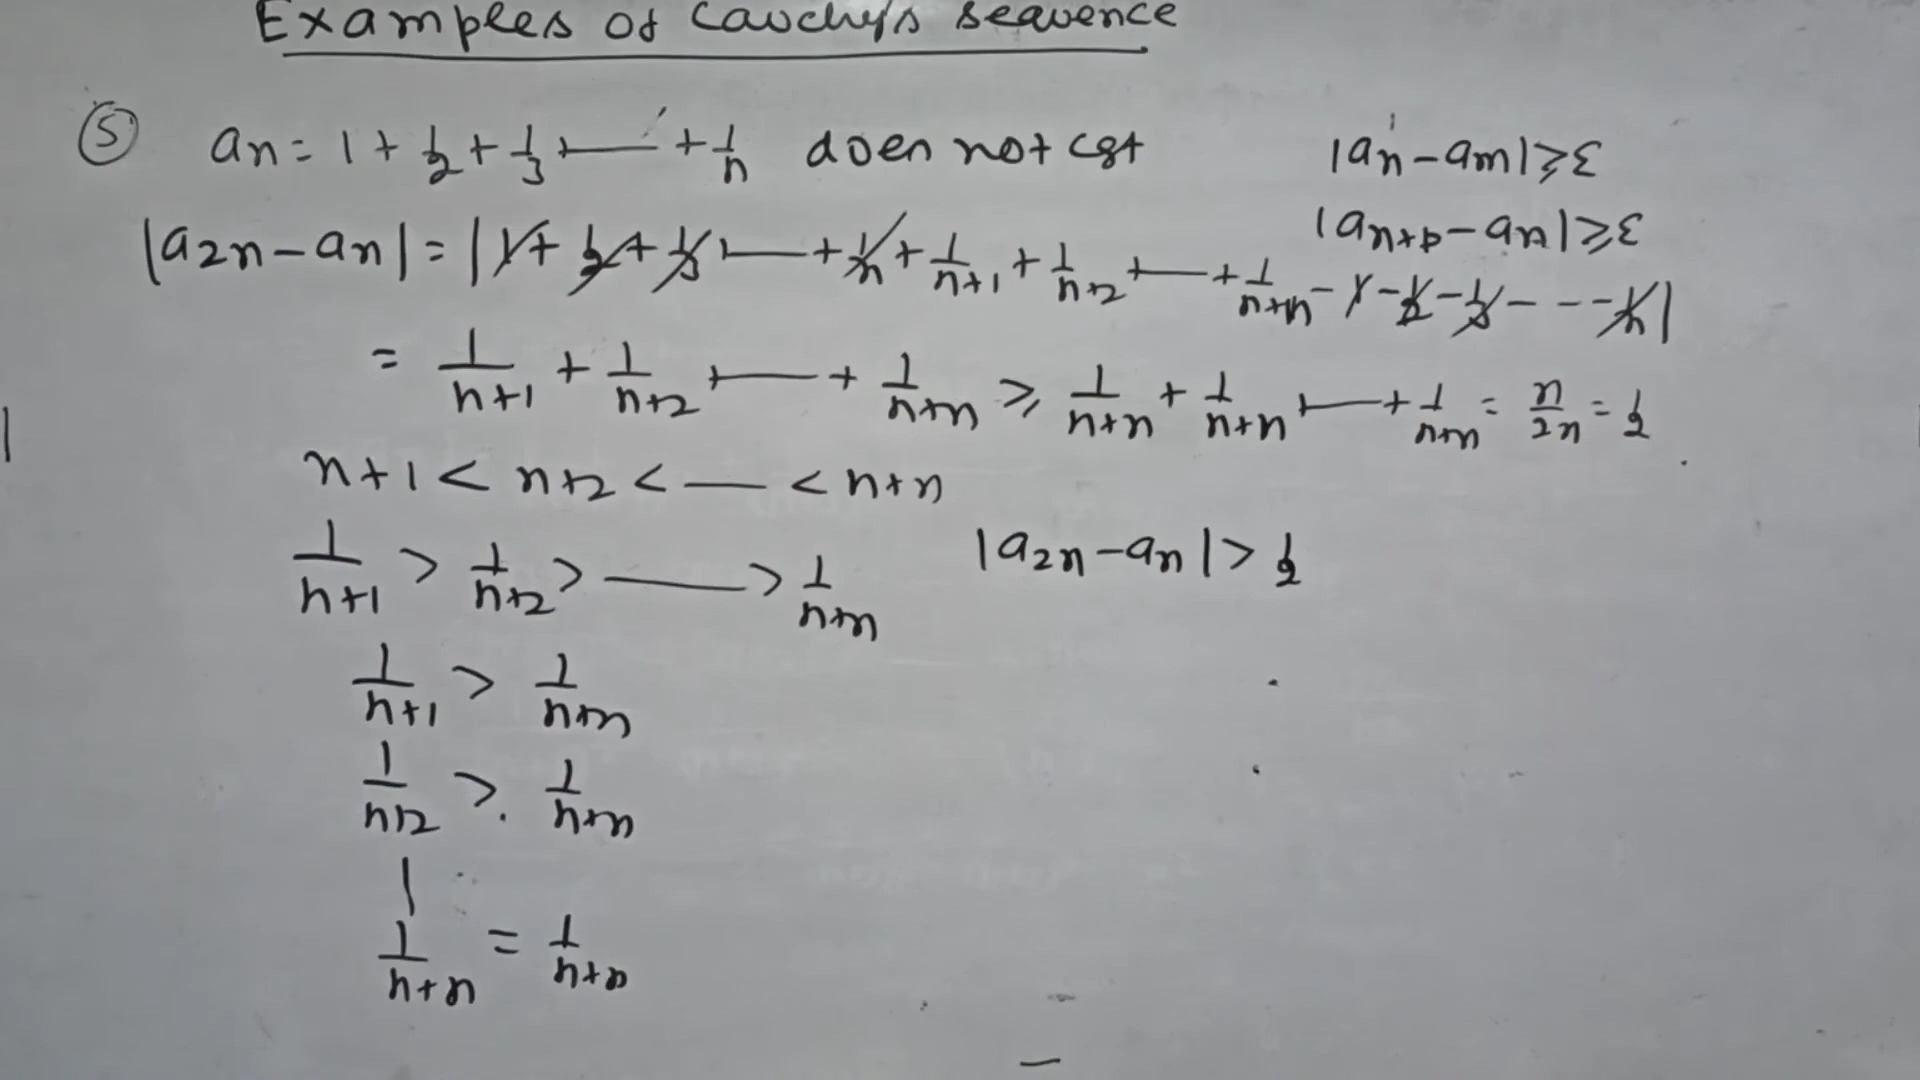 Examples of Cauchy's sequence
⑤ an = 1 + 1/2 + 1/3 + — + 1/n does not cgt
|an - am| ≥ ε
|an+p - an| ≥ ε
|a2n - an| = |1 + 1/2 + 1/3 + — + 1/n + 1/n+1 + 1/n+2 + — + 1/n+n - 1 - 1/2 - 1/3 - - - - 1/n|
= 1/n+1 + 1/n+2 + — + 1/n+n ≥ 1/n+n + 1/n+n + — + 1/n+n = n/2n = 1/2
n+1 < n+2 < — < n+n
1/n+1 > 1/n+2 > — > 1/n+n
|a2n - an| > 1/2
1/n+1 > 1/n+n
1/n+2 > 1/n+n
|
1/n+n = 1/n+n